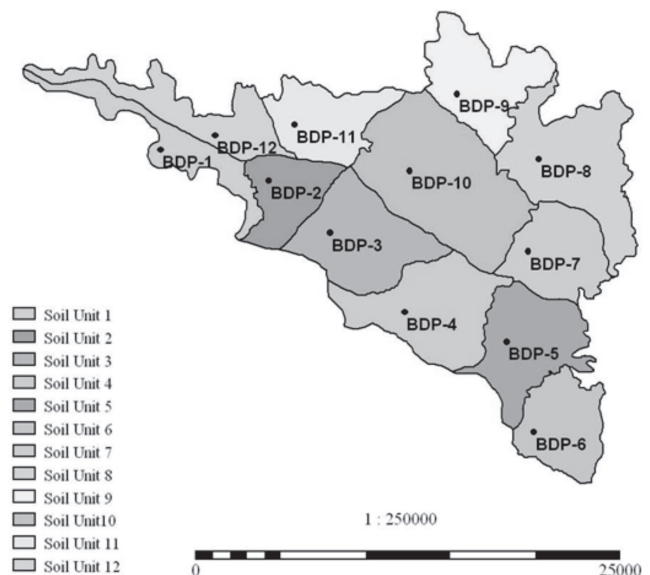 BDP-9
BDP-11
BDP-12
BDP-1
BDP-8
BDP-10
BDP-2
BDP-3
BDP-7
BDP-4
BDP-5
BDP-6
Soil Unit 1
Soil Unit 2
Soil Unit 3
Soil Unit 4
Soil Unit 5
Soil Unit 6
Soil Unit 7
Soil Unit 8
Soil Unit 9
Soil Unit10
Soil Unit 11
Soil Unit 12
1 : 250000
0 25000